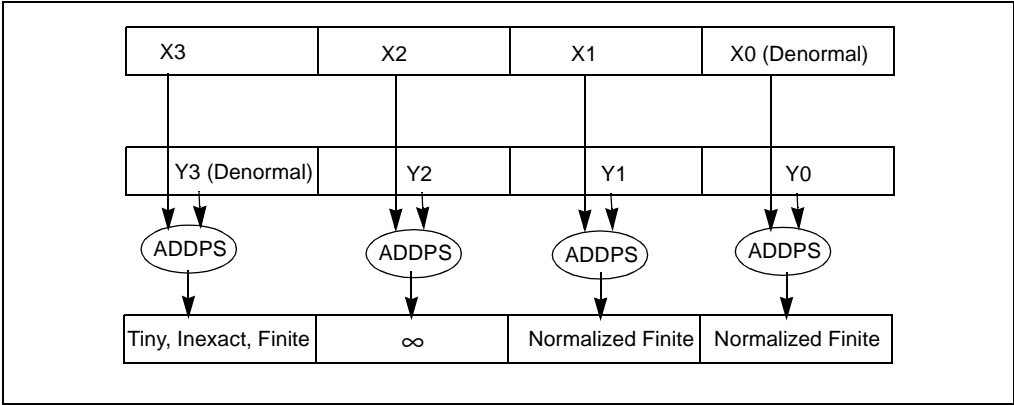 X3 X2 X1 X0 (Denormal)
Y3 (Denormal) Y2 Y1 Y0
ADDPS ADDPS ADDPS ADDPS
Tiny, Inexact, Finite ∞ Normalized Finite Normalized Finite